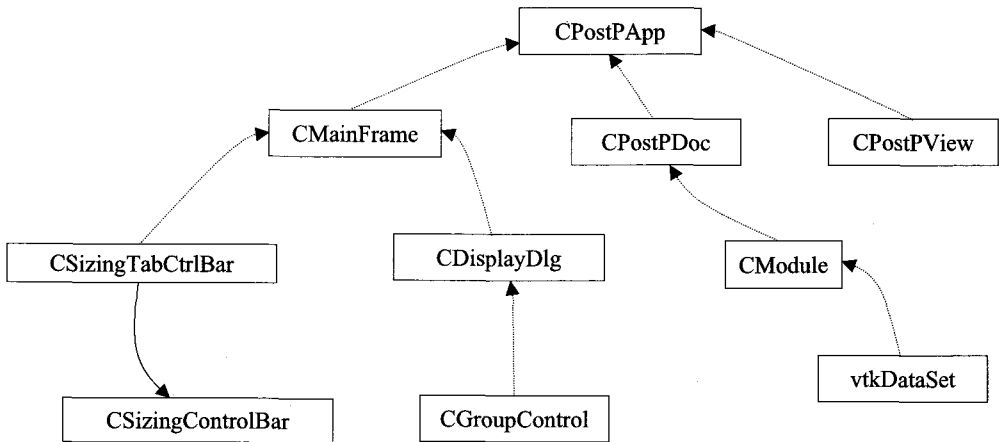 CPostPApp
CMainFrame
CPostPDoc
CPostPView
CSizingTabCtrlBar
CDisplayDlg
CModule
vtkDataSet
CSizingControlBar
CGroupControl